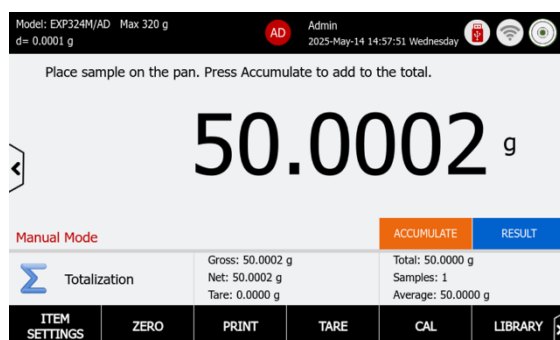 Model: EXP324M/AD Max 320 g
d= 0.0001 g
AD
Admin
2025-May-14 14:57:51 Wednesday
Place sample on the pan. Press Accumulate to add to the total.
50.0002 g
Manual Mode
ACCUMULATE
RESULT
Totalization
Gross: 50.0002 g
Net: 50.0002 g
Tare: 0.0000 g
Total: 50.0000 g
Samples: 1
Average: 50.0000 g
ITEM
SETTINGS
ZERO
PRINT
TARE
CAL
LIBRARY